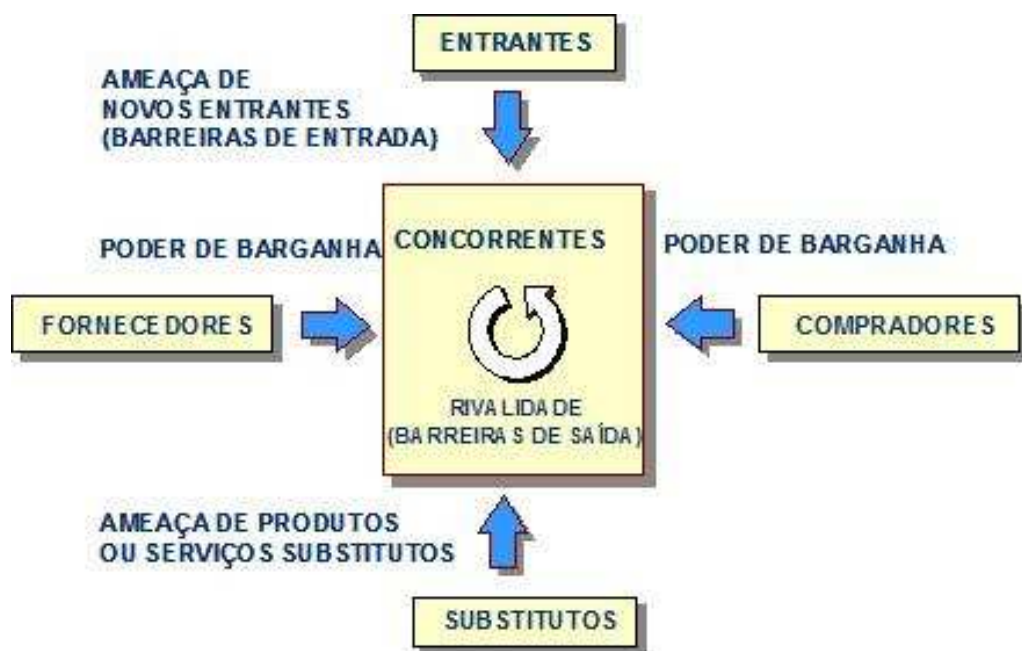 ENTRANTES
AMEAÇA DE
NOVOS ENTRANTES
(BARREIRAS DE ENTRADA)
PODER DE BARGANHA
CONCORRENTES
PODER DE BARGANHA
FORNECEDORES
COMPRADORES
RIVALIDADE
(BARREIRAS DE SAÍDA)
AMEAÇA DE PRODUTOS
OU SERVIÇOS SUBSTITUTOS
SUBSTITUTOS